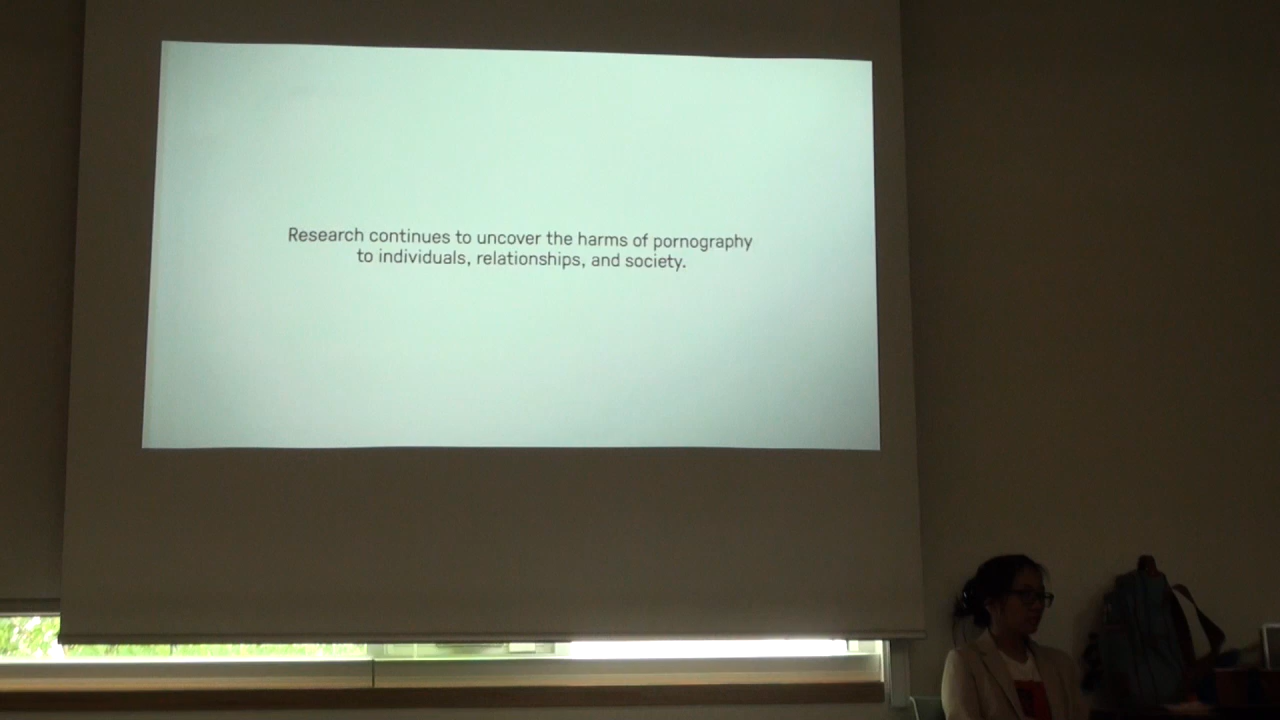 Research continues to uncover the harms of pornography
to individuals, relationships, and society.